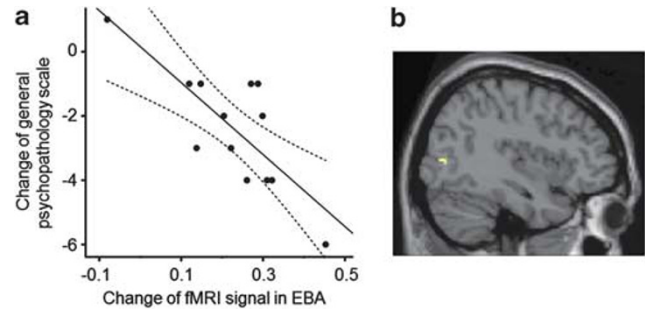 a
b
0
-2
-4
-6
Change of general
psychopathology scale
-0.1
0.1
0.3
0.5
Change of fMRI signal in EBA